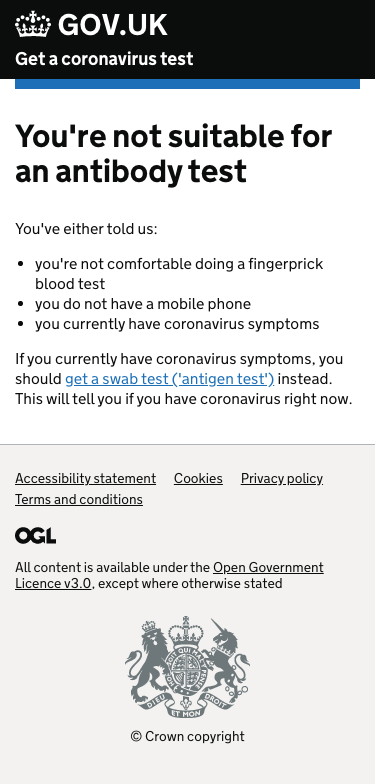 GOV.UK
Get a coronavirus test
You're not suitable for
an antibody test
You've either told us:
• you're not comfortable doing a fingerprick
blood test
• you do not have a mobile phone
• you currently have coronavirus symptoms
If you currently have coronavirus symptoms, you
should get a swab test ('antigen test') instead.
This will tell you if you have coronavirus right now.
Accessibility statement Cookies Privacy policy
Terms and conditions
OGL
All content is available under the Open Government
Licence v3.0, except where otherwise stated
DIEU ET MON DROIT
© Crown copyright